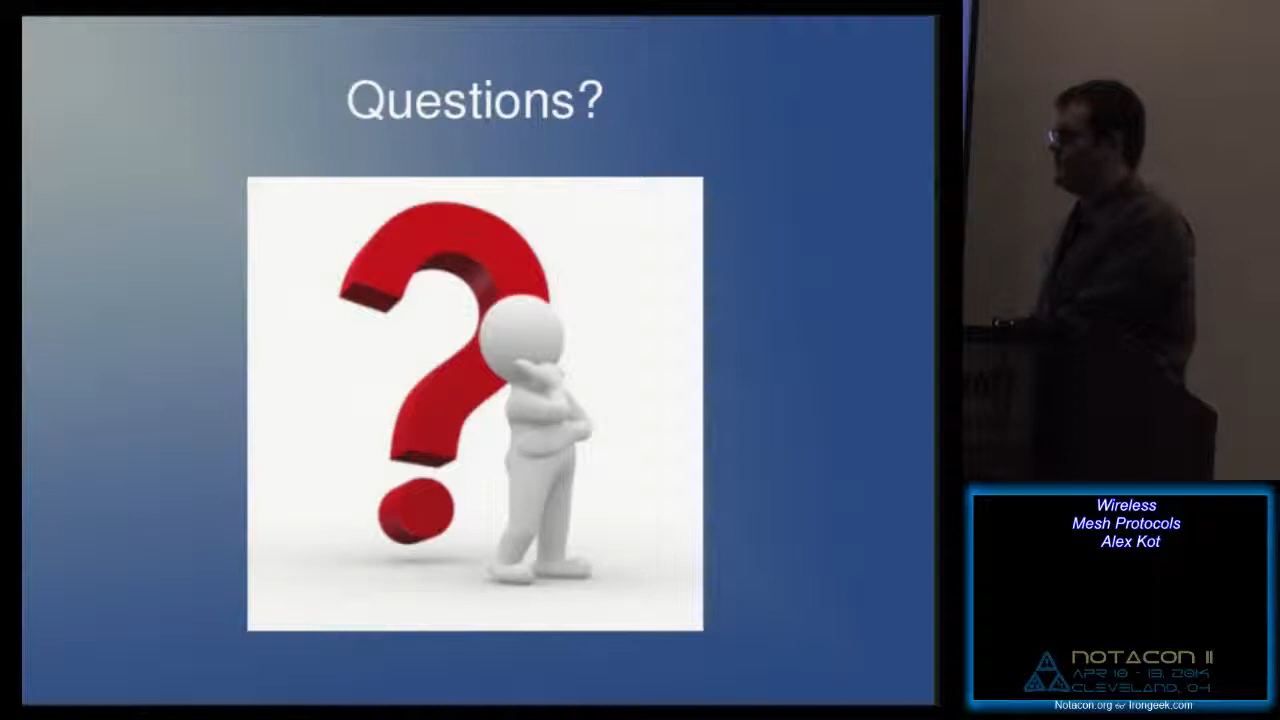 Questions?
Wireless
Mesh Protocols
Alex Kot
NOTACON 11
APR 10 - 13, 2014
CLEVELAND, OH
Notacon.org & Irongeek.com